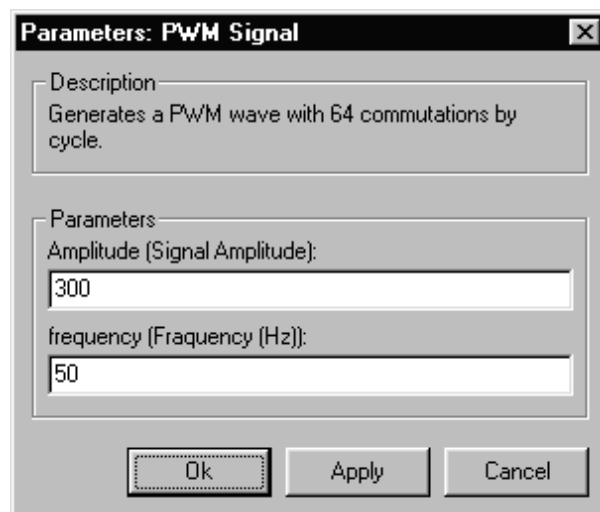 Parameters: PWM Signal
Description
Generates a PWM wave with 64 commutations by
cycle.
Parameters
Amplitude (Signal Amplitude):
300
frequency (Fraquency (Hz)):
50
Ok Apply Cancel